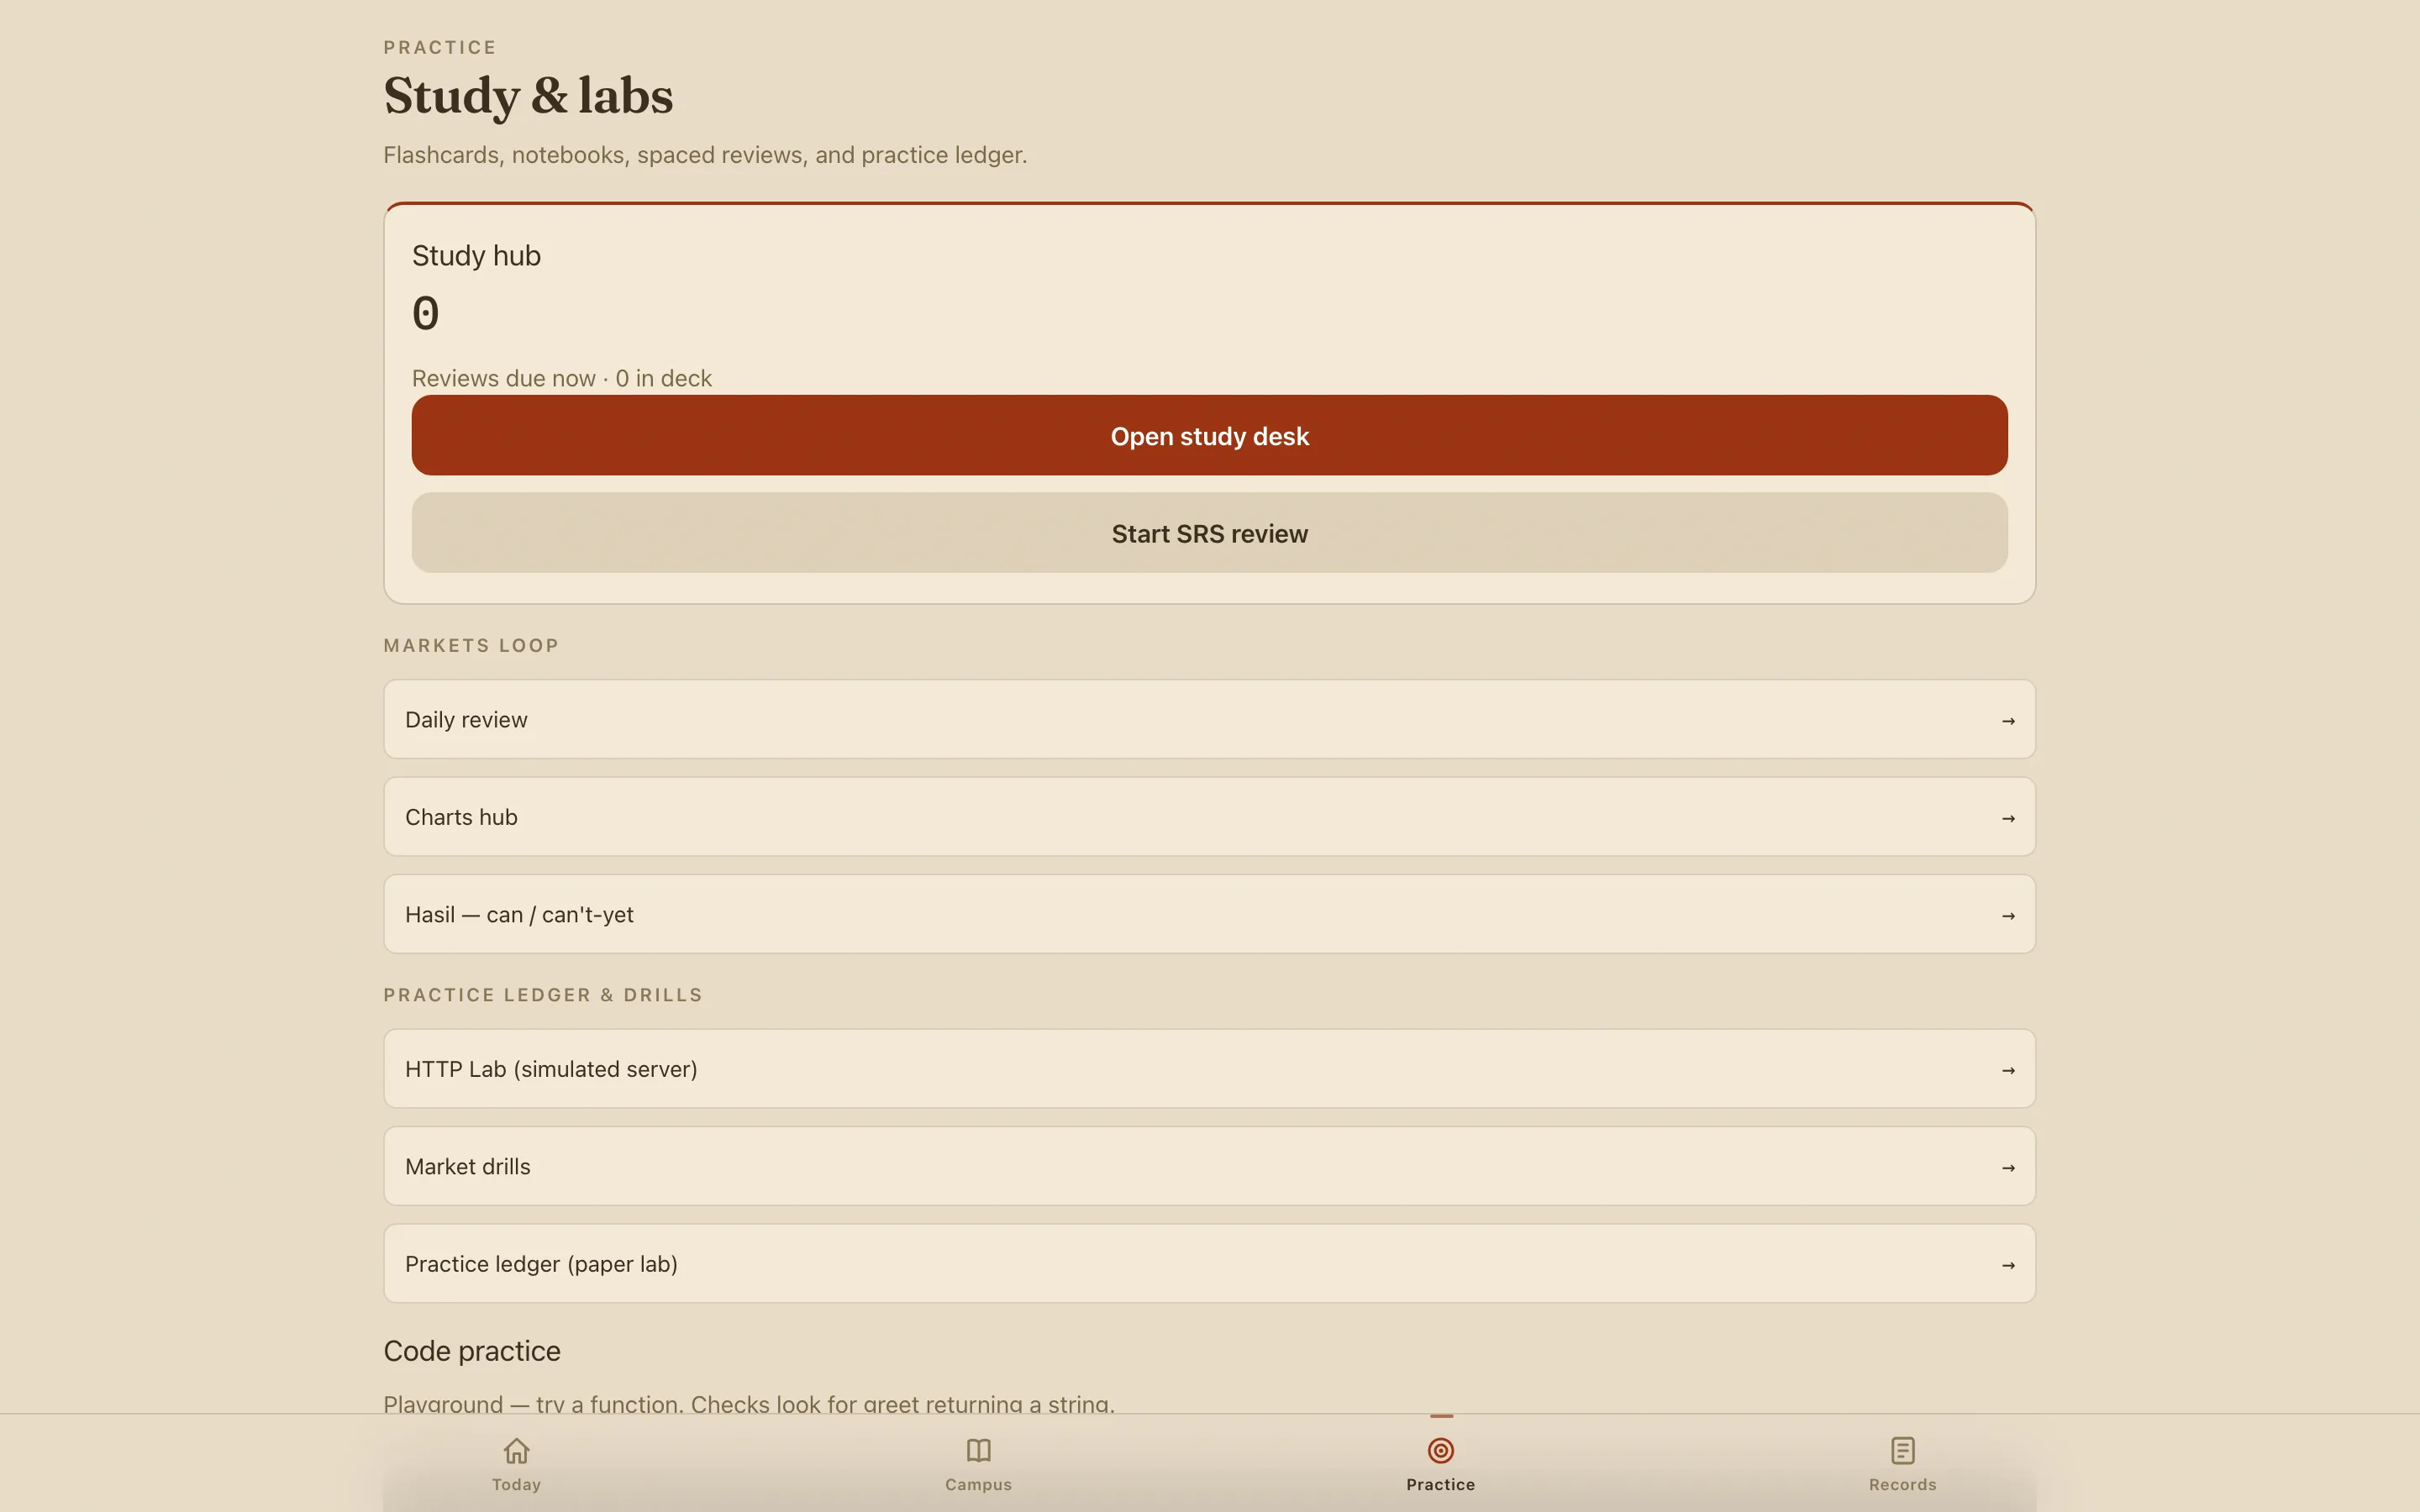 PRACTICE
Study & labs
Flashcards, notebooks, spaced reviews, and practice ledger.
Study hub
0
Reviews due now · 0 in deck
Open study desk
Start SRS review
MARKETS LOOP
Daily review →
Charts hub →
Hasil — can / can't-yet →
PRACTICE LEDGER & DRILLS
HTTP Lab (simulated server) →
Market drills →
Practice ledger (paper lab) →
Code practice
Playground — try a function. Checks look for greet returning a string.
Today
Campus
Practice
Records